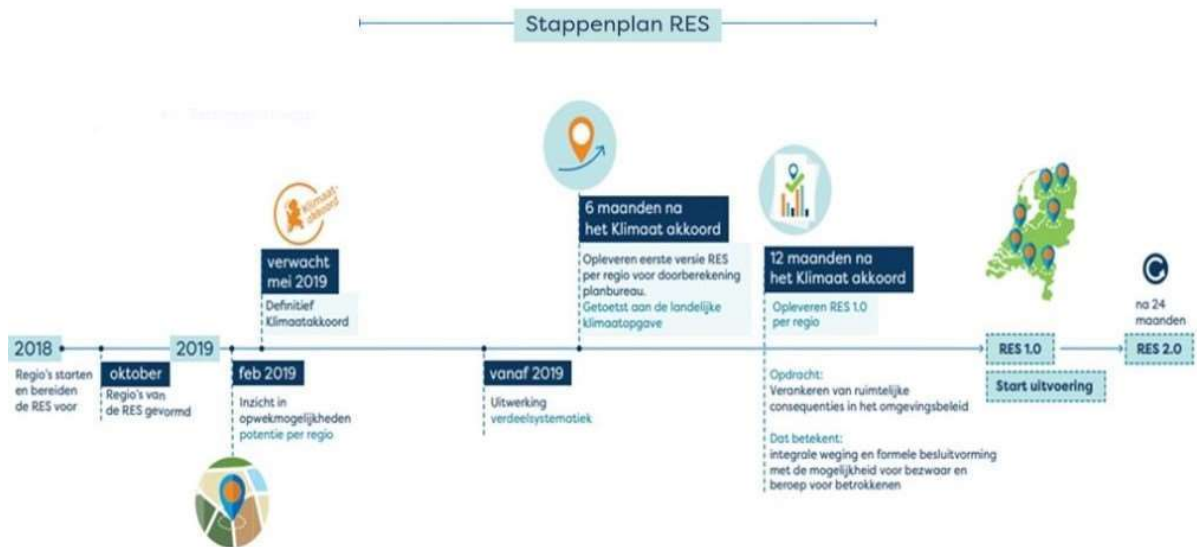 Stappenplan RES
Klimaat-
akkoord
verwacht
mei 2019
Definitief
Klimaatakkoord
6 maanden na
het Klimaat akkoord
Opleveren eerste versie RES
per regio voor doorberekening
planbureau.
Getoetst aan de landelijke
klimaatopgave
12 maanden na
het Klimaat akkoord
Opleveren RES 1.0
per regio
na 24
maanden
2018
Regio's starten
en bereiden
de RES voor
oktober
Regio's van
de RES gevormd
2019
feb 2019
Inzicht in
opwekmogelijkheden
potentie per regio
vanaf 2019
Uitwerking
verdeelsystematiek
Opdracht:
Verankeren van ruimtelijke
consequenties in het omgevingsbeleid
Dat betekent:
integrale weging en formele besluitvorming
met de mogelijkheid voor bezwaar en
beroep voor betrokkenen
RES 1.0
Start uitvoering
RES 2.0